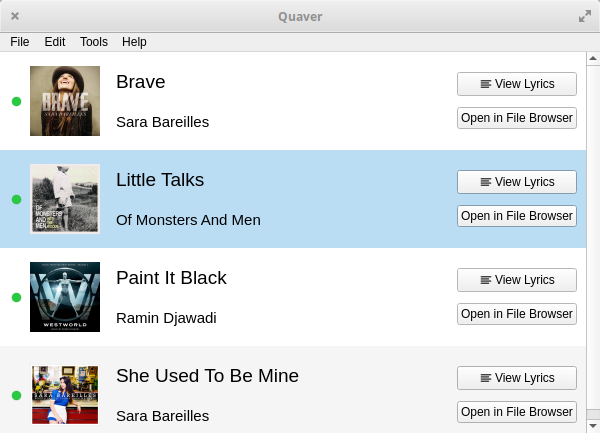 Quaver
File Edit Tools Help
BRAVE
SARA BAREILLES
Brave
Sara Bareilles
View Lyrics
Open in File Browser
OF
MONSTERS
AND
MEN
Little Talks
Of Monsters And Men
View Lyrics
Open in File Browser
WESTWORLD
Paint It Black
Ramin Djawadi
View Lyrics
Open in File Browser
SARA BAREILLES
She Used To Be Mine
Sara Bareilles
View Lyrics
Open in File Browser